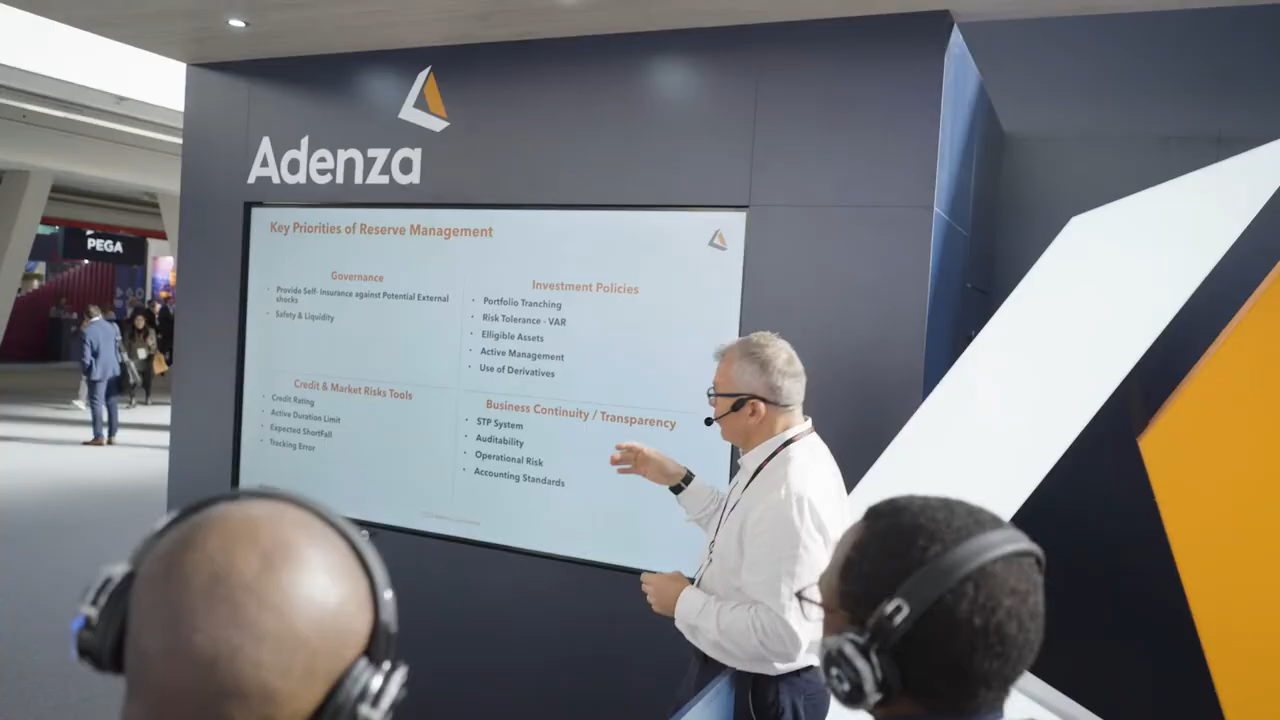 Adenza
PEGA
Key Priorities of Reserve Management
Governance
• Provide Self- Insurance against Potential External
shocks
• Safety & Liquidity
Investment Policies
• Portfolio Tranching
• Risk Tolerance - VAR
• Elligible Assets
• Active Management
• Use of Derivatives
Credit & Market Risks Tools
• Credit Rating
• Active Duration Limit
• Expected ShortFall
• Tracking Error
Business Continuity / Transparency
• STP System
• Auditability
• Operational Risk
• Accounting Standards